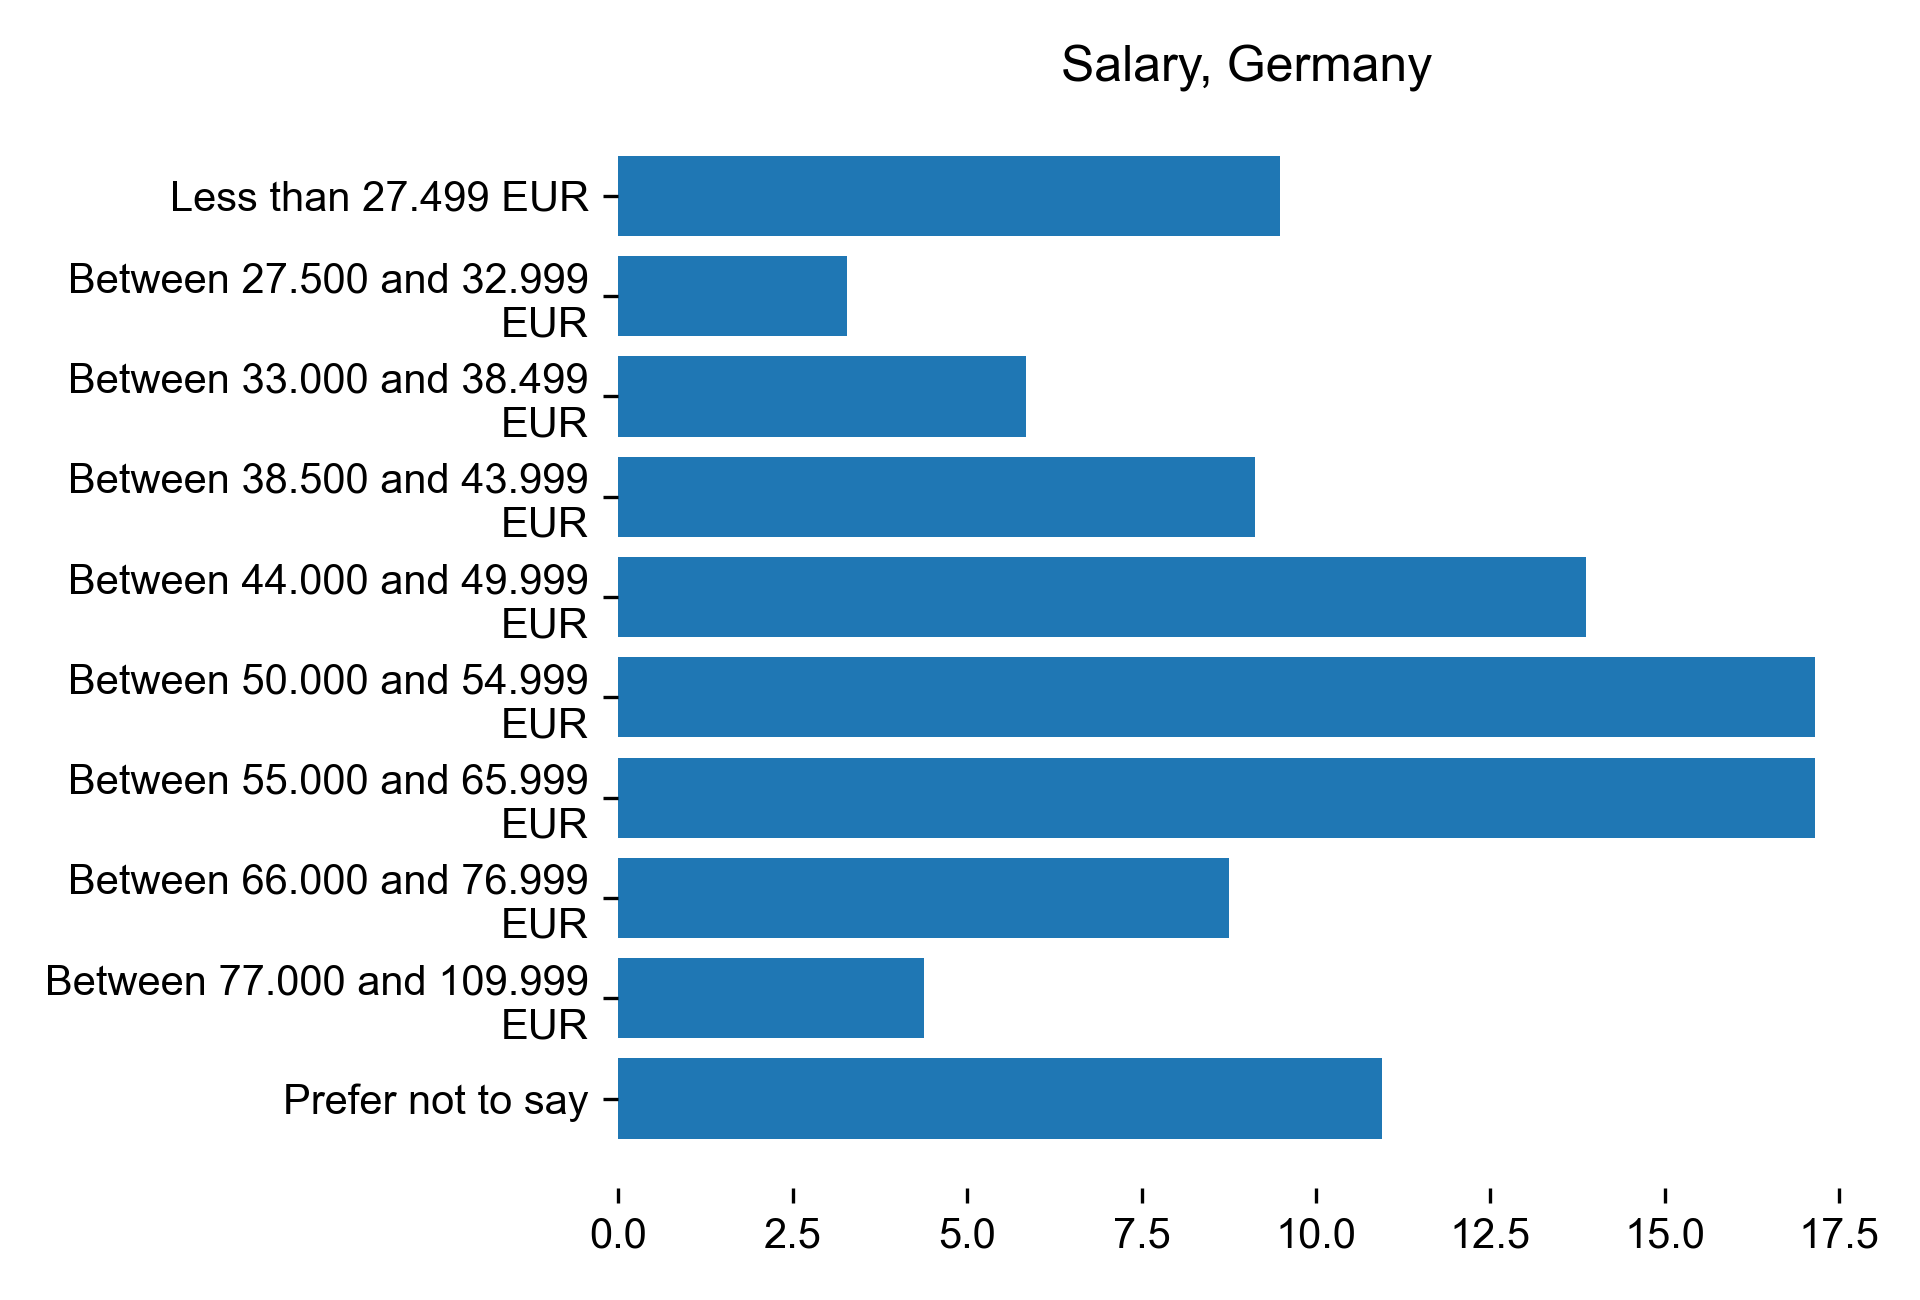 Salary, Germany
Less than 27.499 EUR
Between 27.500 and 32.999
EUR
Between 33.000 and 38.499
EUR
Between 38.500 and 43.999
EUR
Between 44.000 and 49.999
EUR
Between 50.000 and 54.999
EUR
Between 55.000 and 65.999
EUR
Between 66.000 and 76.999
EUR
Between 77.000 and 109.999
EUR
Prefer not to say
0.0 2.5 5.0 7.5 10.0 12.5 15.0 17.5